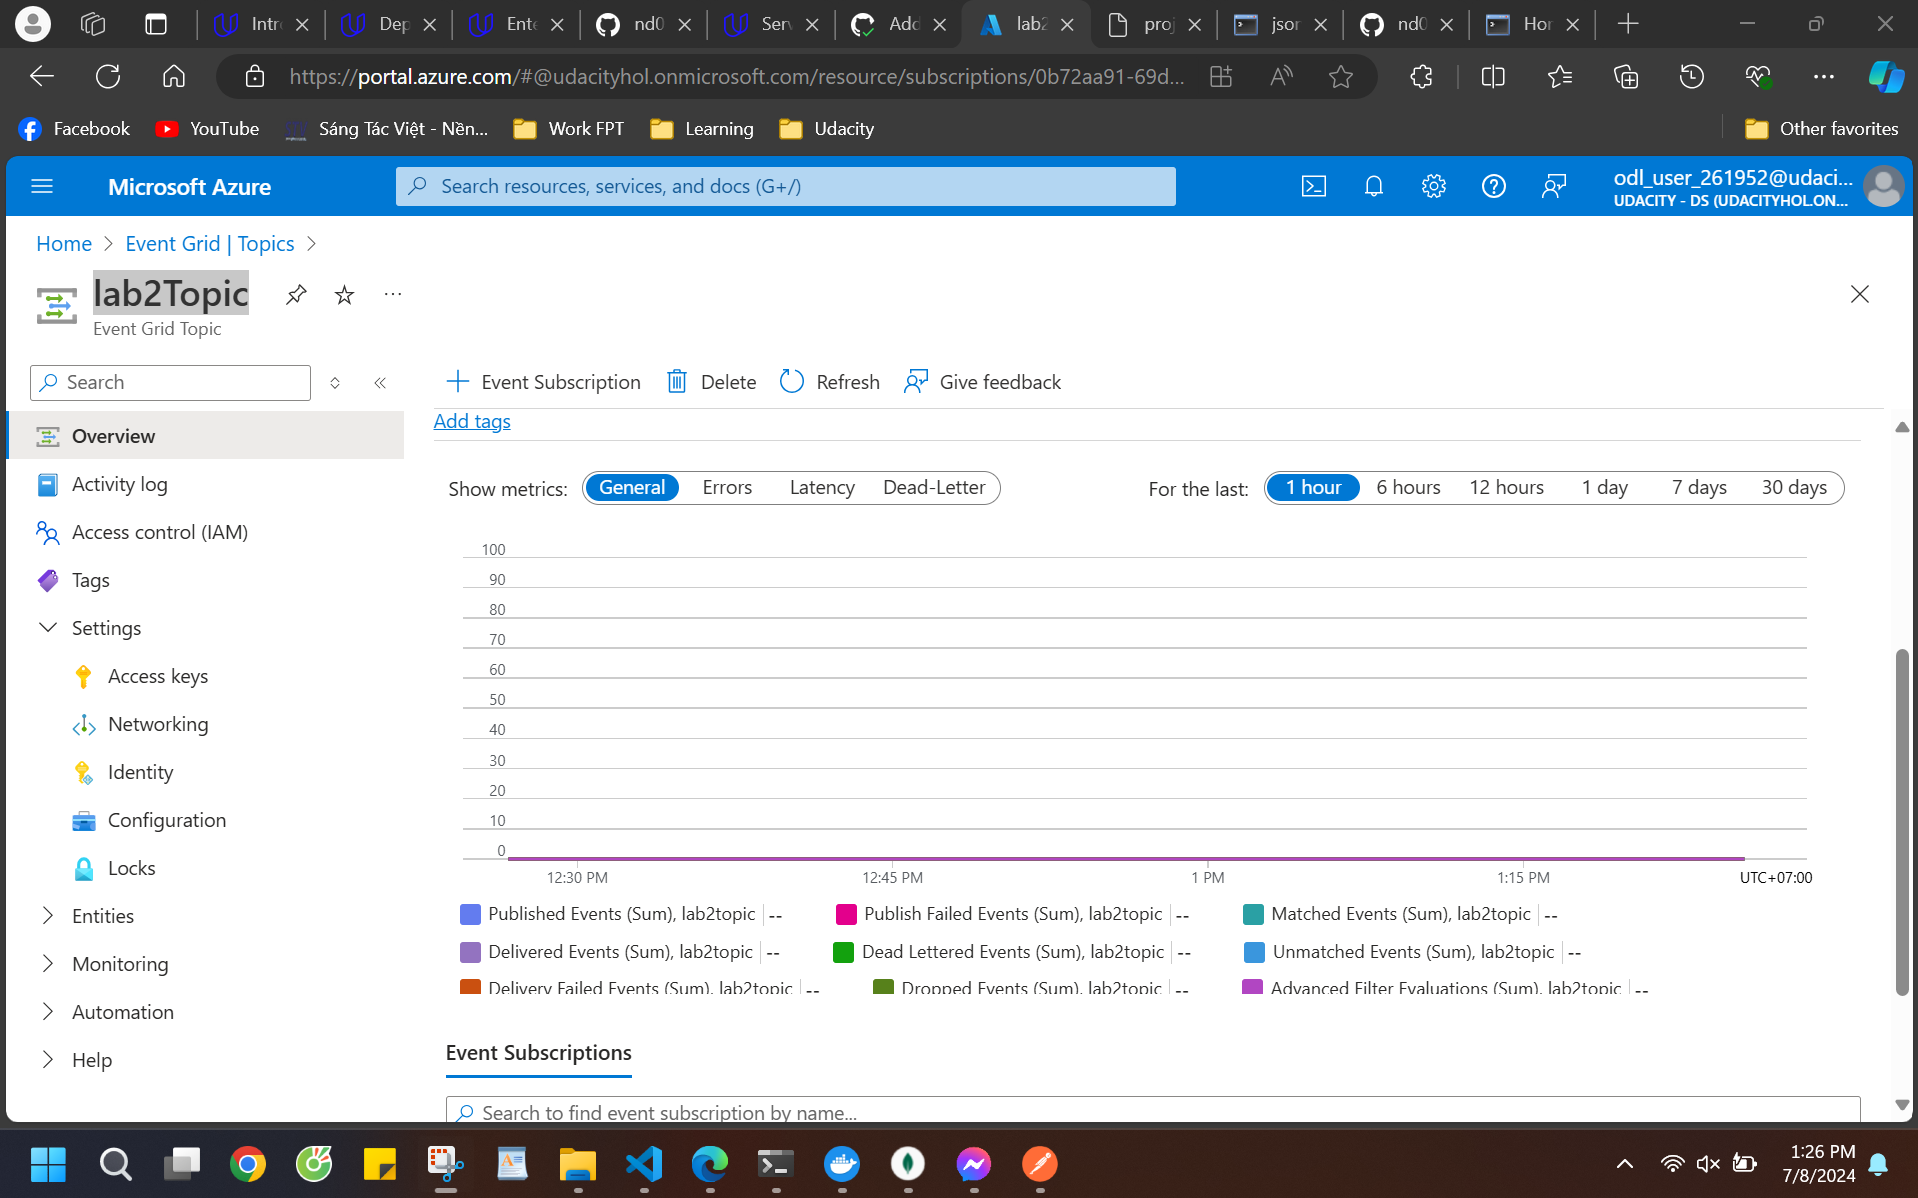 Intr
Dep
Ente
nd0
Serv
Add
lab2
proj
json
nd0
Hor
https://portal.azure.com/#@udacityhol.onmicrosoft.com/resource/subscriptions/0b72aa91-69d...
Facebook
YouTube
Sáng Tác Việt - Nền...
Work FPT
Learning
Udacity
Other favorites
Microsoft Azure
Search resources, services, and docs (G+/)
odl_user_261952@udaci...
UDACITY - DS (UDACITYHOL.ON...
Home > Event Grid | Topics >
lab2Topic
Event Grid Topic
Search
Event Subscription
Delete
Refresh
Give feedback
Add tags
Overview
Activity log
Access control (IAM)
Tags
Settings
Access keys
Networking
Identity
Configuration
Locks
Entities
Monitoring
Automation
Help
Show metrics:
General
Errors
Latency
Dead-Letter
For the last:
1 hour
6 hours
12 hours
1 day
7 days
30 days
100
90
80
70
60
50
40
30
20
10
0
12:30 PM
12:45 PM
1 PM
1:15 PM
UTC+07:00
Published Events (Sum), lab2topic | --
Publish Failed Events (Sum), lab2topic | --
Matched Events (Sum), lab2topic | --
Delivered Events (Sum), lab2topic | --
Dead Lettered Events (Sum), lab2topic | --
Unmatched Events (Sum), lab2topic | --
Delivery Failed Events (Sum), lab2topic | --
Dropped Events (Sum), lab2topic | --
Advanced Filter Evaluations (Sum), lab2topic | --
Event Subscriptions
Search to find event subscription by name...
1:26 PM
7/8/2024